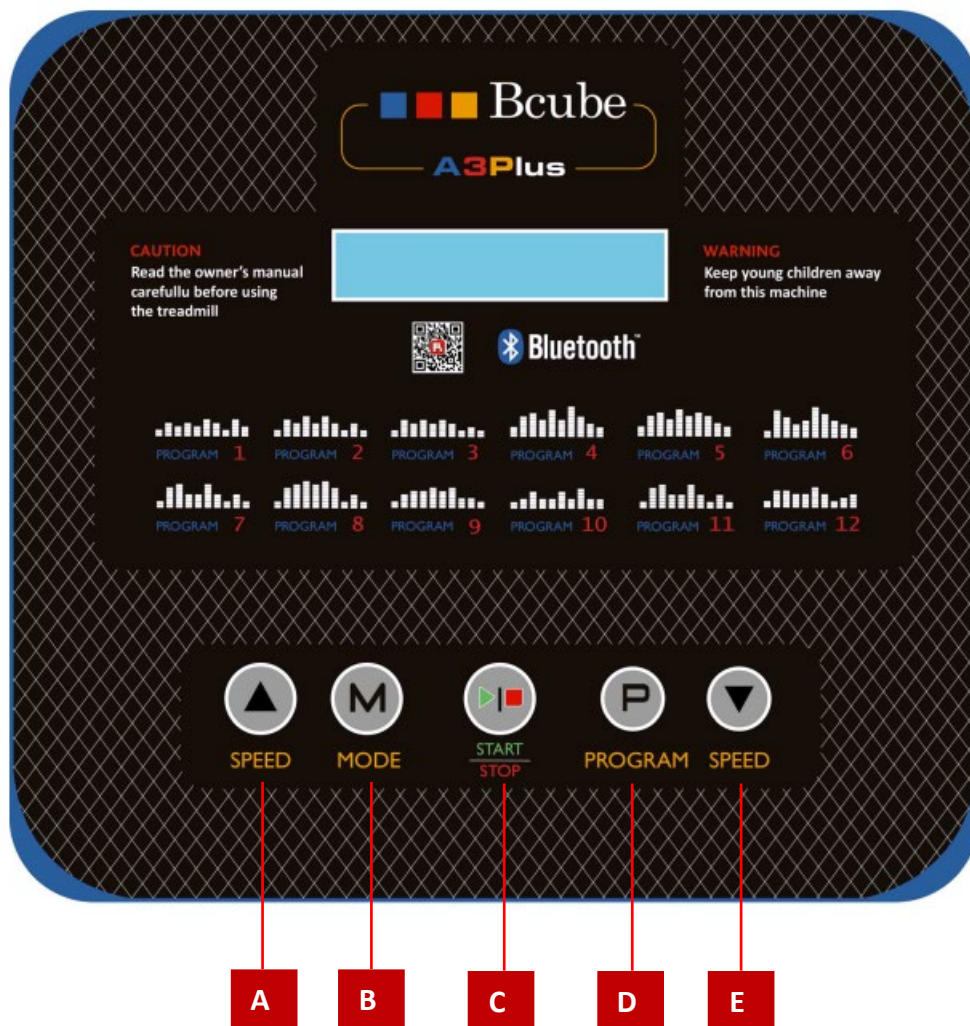 Bcube
A3Plus
CAUTION
Read the owner's manual
carefullu before using
the treadmill
WARNING
Keep young children away
from this machine
Bluetooth™
PROGRAM 1
PROGRAM 2
PROGRAM 3
PROGRAM 4
PROGRAM 5
PROGRAM 6
PROGRAM 7
PROGRAM 8
PROGRAM 9
PROGRAM 10
PROGRAM 11
PROGRAM 12
M
P
SPEED
MODE
START
STOP
PROGRAM
SPEED
A
B
C
D
E